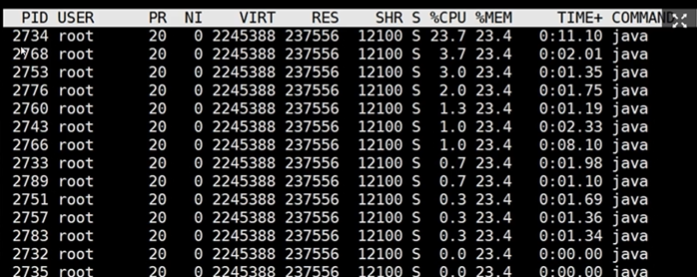 PID USER PR NI VIRT RES SHR S %CPU %MEM TIME+ COMMAND
2734 root 20 0 2245388 237556 12100 S 23.7 23.4 0:11.10 java
2768 root 20 0 2245388 237556 12100 S 3.7 23.4 0:02.01 java
2753 root 20 0 2245388 237556 12100 S 3.0 23.4 0:01.35 java
2776 root 20 0 2245388 237556 12100 S 2.0 23.4 0:01.75 java
2760 root 20 0 2245388 237556 12100 S 1.3 23.4 0:01.19 java
2743 root 20 0 2245388 237556 12100 S 1.0 23.4 0:02.33 java
2766 root 20 0 2245388 237556 12100 S 1.0 23.4 0:08.10 java
2733 root 20 0 2245388 237556 12100 S 0.7 23.4 0:01.98 java
2789 root 20 0 2245388 237556 12100 S 0.7 23.4 0:01.10 java
2751 root 20 0 2245388 237556 12100 S 0.3 23.4 0:01.69 java
2757 root 20 0 2245388 237556 12100 S 0.3 23.4 0:01.36 java
2783 root 20 0 2245388 237556 12100 S 0.3 23.4 0:01.34 java
2732 root 20 0 2245388 237556 12100 S 0.0 23.4 0:00.00 java
2735 root 20 0 2245388 237556 12100 S 0.0 23.4 0:00.00 java